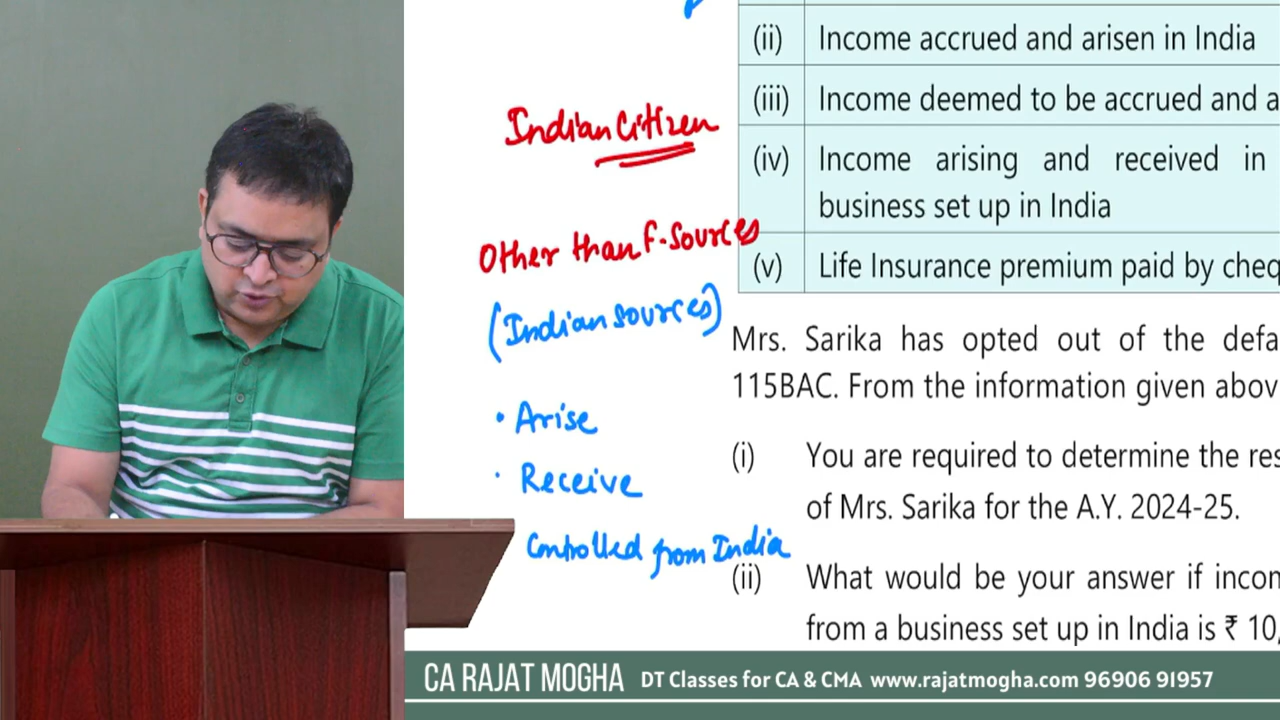 Indian Citizen
Other than F-Sources
(Indian sources)
• Arise
• Receive
Controlled from India
(ii) Income accrued and arisen in India
(iii) Income deemed to be accrued and a
(iv) Income arising and received in
business set up in India
(v) Life Insurance premium paid by cheq
Mrs. Sarika has opted out of the defa
115BAC. From the information given abov
(i) You are required to determine the res
of Mrs. Sarika for the A.Y. 2024-25.
(ii) What would be your answer if incom
from a business set up in India is ₹ 10,
CA RAJAT MOGHA DT Classes for CA & CMA www.rajatmogha.com 96906 91957